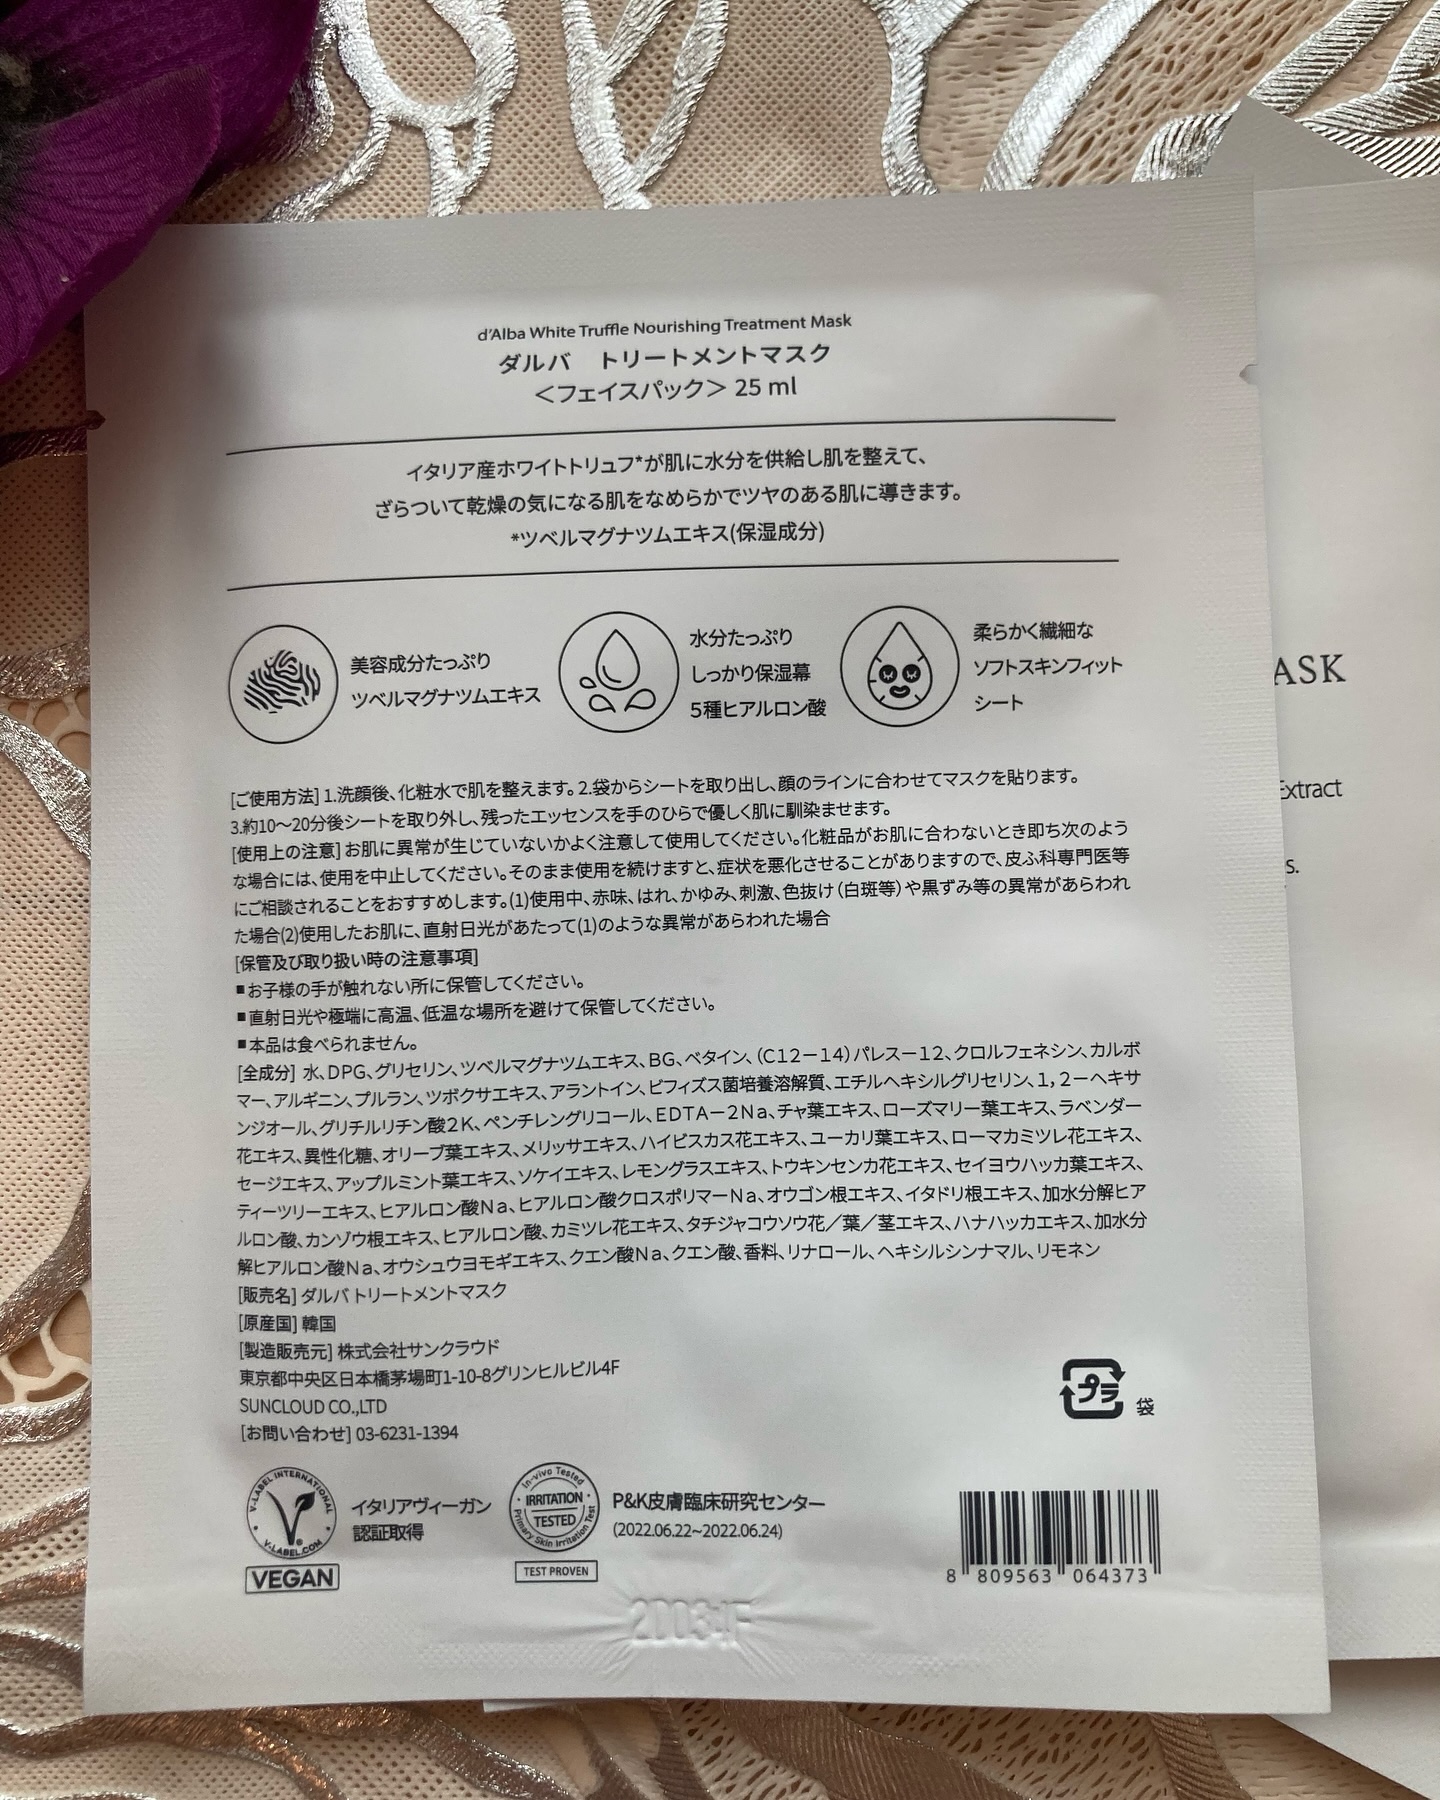 d'Alba White Truffle Nourishing Treatment Mask
ダルバ　トリートメントマスク
＜フェイスパック＞ 25 ml
イタリア産ホワイトトリュフ*が肌に水分を供給し肌を整えて、
ざらついて乾燥の気になる肌をなめらかでツヤのある肌に導きます。
*ツベルマグナツムエキス(保湿成分)
美容成分たっぷり
ツベルマグナツムエキス
水分たっぷり
しっかり保湿幕
5種ヒアルロン酸
柔らかく繊細な
ソフトスキンフィット
シート
[ご使用方法] 1.洗顔後、化粧水で肌を整えます。2.袋からシートを取り出し、顔のラインに合わせてマスクを貼ります。
3.約10～20分後シートを取り外し、残ったエッセンスを手のひらで優しく肌に馴染ませます。
[使用上の注意] お肌に異常が生じていないかよく注意して使用してください。化粧品がお肌に合わないとき即ち次のよう
な場合には、使用を中止してください。そのまま使用を続けますと、症状を悪化させることがありますので、皮ふ科専門医等
にご相談されることをおすすめします。(1)使用中、赤味、はれ、かゆみ、刺激、色抜け（白斑等）や黒ずみ等の異常があらわれ
た場合(2)使用したお肌に、直射日光があたって(1)のような異常があらわれた場合
[保管及び取り扱い時の注意事項]
■お子様の手が触れない所に保管してください。
■直射日光や極端に高温、低温な場所を避けて保管してください。
■本品は食べられません。
[全成分] 水、DPG、グリセリン、ツベルマグナツムエキス、BG、ベタイン、（C12－14）パレス－12、クロルフェネシン、カルボ
マー、アルギニン、プルラン、ツボクサエキス、アラントイン、ビフィズス菌培養溶解質、エチルヘキシルグリセリン、1，2－ヘキサ
ンジオール、グリチルリチン酸2K、ペンチレングリコール、EDTA－2Na、チャ葉エキス、ローズマリー葉エキス、ラベンダー
花エキス、異性化糖、オリーブ葉エキス、メリッサエキス、ハイビスカス花エキス、ユーカリ葉エキス、ローマカミツレ花エキス、
セージエキス、アップルミント葉エキス、ソケイエキス、レモングラスエキス、トウキンセンカ花エキス、セイヨウハッカ葉エキス、
ティーツリーエキス、ヒアルロン酸Na、ヒアルロン酸クロスポリマーNa、オウゴン根エキス、イタドリ根エキス、加水分解ヒア
ルロン酸、カンゾウ根エキス、ヒアルロン酸、カミツレ花エキス、タチジャコウソウ花／葉／茎エキス、ハナハッカエキス、加水分
解ヒアルロン酸Na、オウシュウヨモギエキス、クエン酸Na、クエン酸、香料、リナロール、ヘキシルシンナマル、リモネン
[販売名] ダルバ トリートメントマスク
[原産国] 韓国
[製造販売元] 株式会社サンクラウド
東京都中央区日本橋茅場町1-10-8グリンヒルビル4F
SUNCLOUD CO.,LTD
[お問い合わせ] 03-6231-1394
プラ
袋
V-LABEL INTERNATIONAL
V-LABEL.COM
VEGAN
イタリアヴィーガン
認証取得
In-vivo Tested
IRRITATION
TESTED
Primary Skin Irritation Test
TEST PROVEN
P&K皮膚臨床研究センター
(2022.06.22~2022.06.24)
8 809563 064373
ASK
Extract
s.